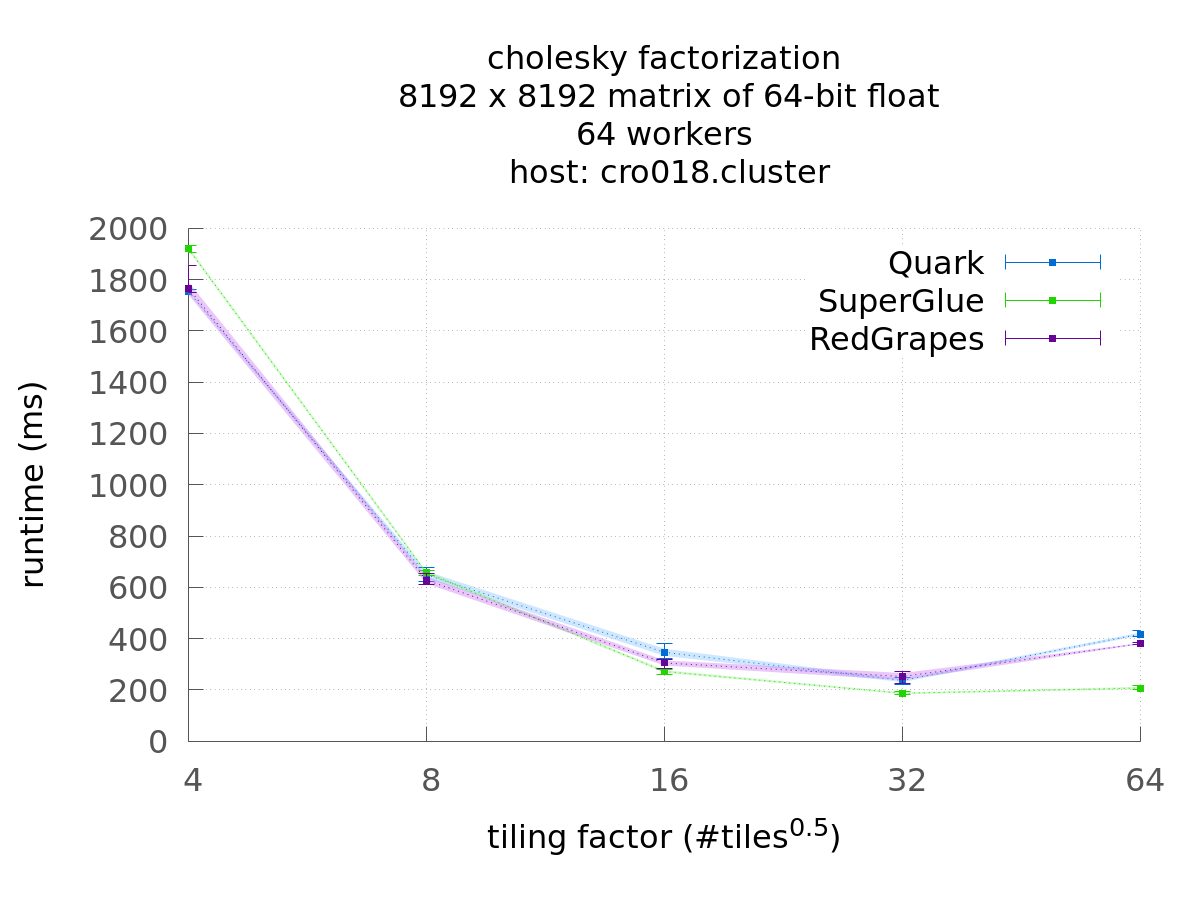 cholesky factorization
8192 x 8192 matrix of 64-bit float
64 workers
host: cro018.cluster
2000
1800
1600
1400
1200
1000
800
600
400
200
0
runtime (ms)
Quark
SuperGlue
RedGrapes
4 8 16 32 64
tiling factor (#tiles^0.5)